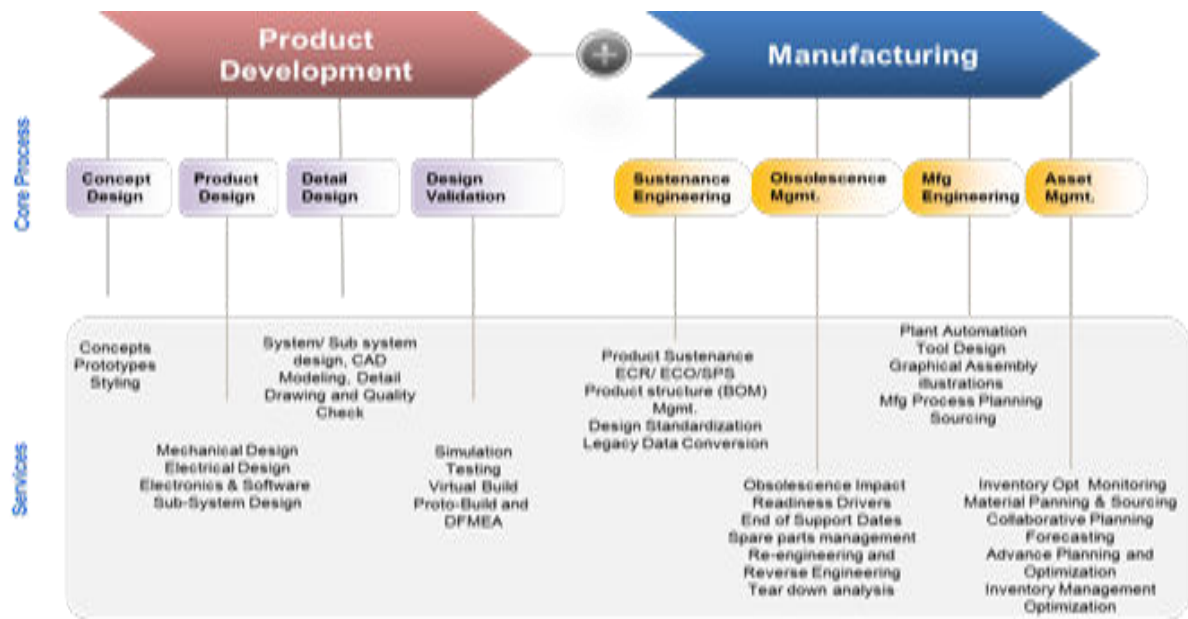 Product
Development
Manufacturing
Core Process
Concept
Design
Product
Design
Detail
Design
Design
Validation
Sustenance
Engineering
Obsolescence
Mgmt.
Mfg
Engineering
Asset
Mgmt.
Services
Concepts
Prototypes
Styling
Mechanical Design
Electrical Design
Electronics & Software
Sub-System Design
System/ Sub system
design, CAD
Modeling, Detail
Drawing and Quality
Check
Simulation
Testing
Virtual Build
Proto-Build and
DFMEA
Product Sustenance
ECR/ ECO/SPS
Product structure (BOM)
Mgmt.
Design Standardization
Legacy Data Conversion
Obsolescence Impact
Readiness Drivers
End of Support Dates
Spare parts management
Re-engineering and
Reverse Engineering
Tear down analysis
Plant Automation
Tool Design
Graphical Assembly
illustrations
Mfg Process Planning
Sourcing
Inventory Opt Monitoring
Material Panning & Sourcing
Collaborative Planning
Forecasting
Advance Planning and
Optimization
Inventory Management
Optimization